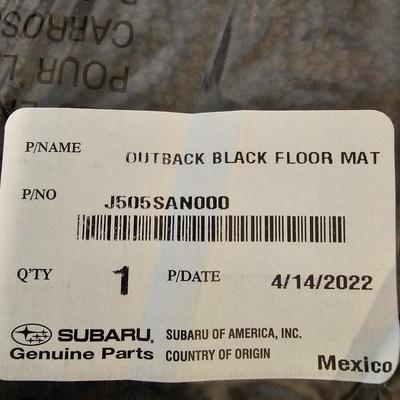 CARROS
POUR L
P/NAME OUTBACK BLACK FLOOR MAT
P/NO J505SAN000
Q'TY 1 P/DATE 4/14/2022
SUBARU. SUBARU OF AMERICA, INC.
Genuine Parts COUNTRY OF ORIGIN Mexico